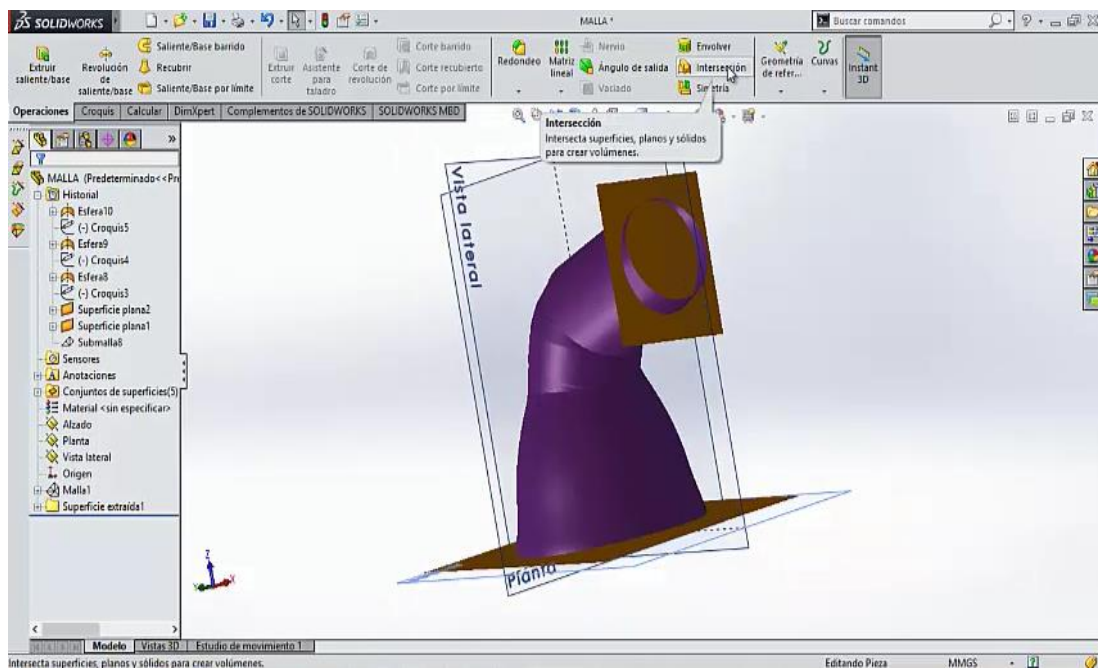 SOLIDWORKS
MALLA *
Buscar comandos
Extruir saliente/base
Revolución de saliente/base
Saliente/Base barrido
Recubrir
Saliente/Base por límite
Extruir corte
Asistente para taladro
Corte de revolución
Corte barrido
Corte recubierto
Corte por límite
Redondeo
Matriz lineal
Nervio
Ángulo de salida
Vaciado
Envolver
Intersección
Simetría
Geometría de refer...
Curvas
Instant 3D
Operaciones
Croquis
Calcular
DimXpert
Complementos de SOLIDWORKS
SOLIDWORKS MBD
Intersección
Intersecta superficies, planos y sólidos
para crear volúmenes.
MALLA (Predeterminado<<Pr
Historial
Esfera10
(-) Croquis5
Esfera9
(-) Croquis4
Esfera8
(-) Croquis3
Superficie plana2
Superficie plana1
Submalla8
Sensores
Anotaciones
Conjuntos de superficies(5)
Material <sin especificar>
Alzado
Planta
Vista lateral
Origen
Malla1
Superficie extraída1
Vista lateral
Planta
Z
X
Modelo
Vistas 3D
Estudio de movimiento 1
Intersecta superficies, planos y sólidos para crear volúmenes.
Editando Pieza
MMGS